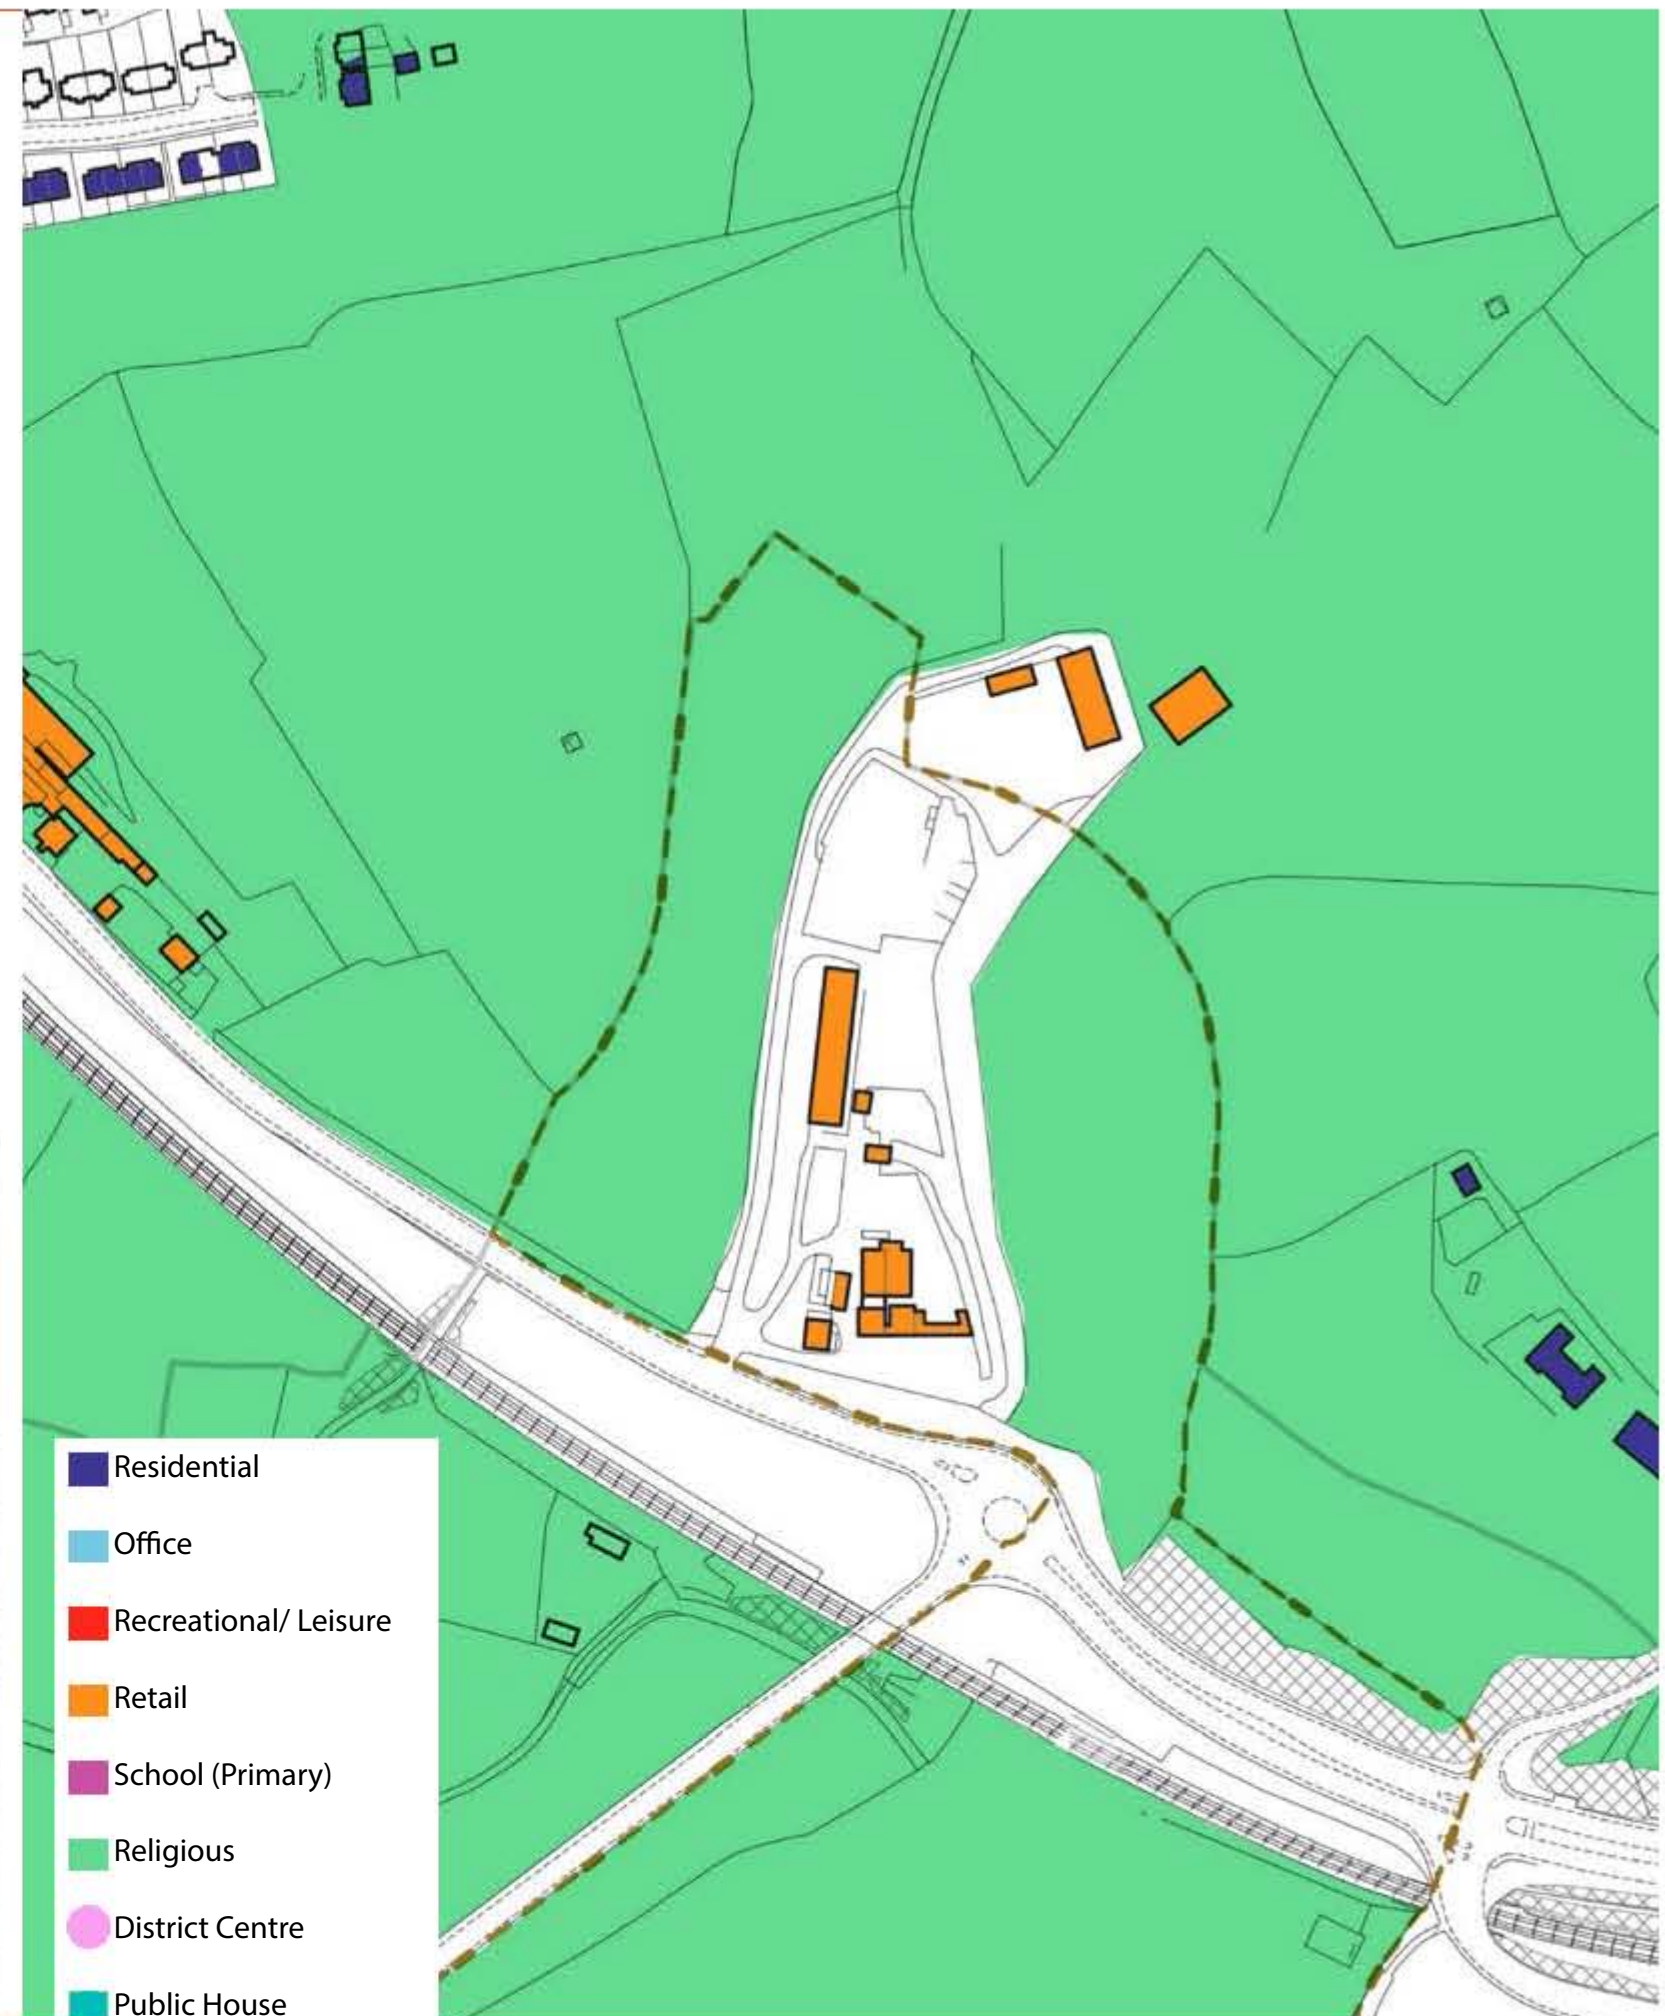 Residential
Office
Recreational/ Leisure
Retail
School (Primary)
Religious
District Centre
Public House